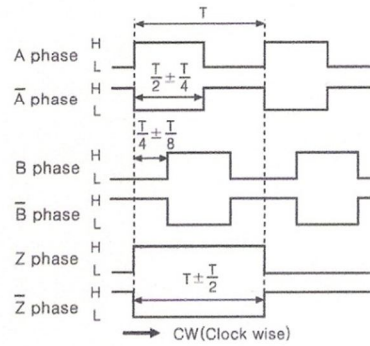 T
H
A phase
L
T/2 ± T/4
H
A̅ phase
L
T/4 ± T/8
H
B phase
L
H
B̅ phase
L
H
Z phase
L
T ± T/2
H
Z̅ phase
L
CW(Clock wise)